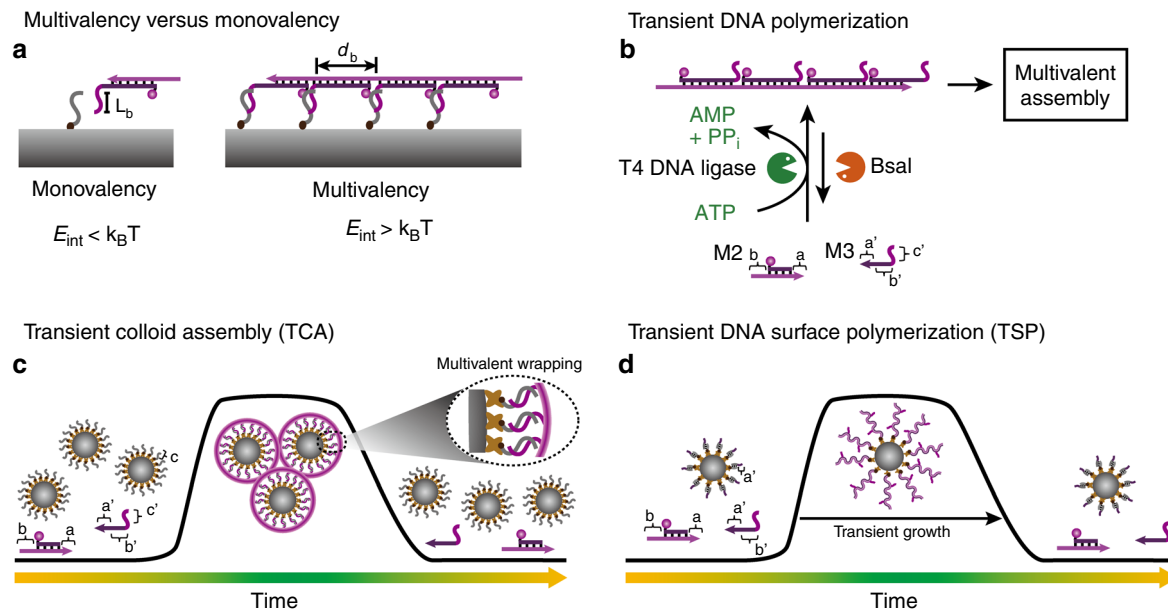 Multivalency versus monovalency
a
d_b
L_b
Monovalency
Multivalency
E_int < k_BT
E_int > k_BT
Transient DNA polymerization
b
Multivalent
assembly
AMP
+ PP_i
T4 DNA ligase
BsaI
ATP
M2 b a
M3 a' c'
b'
Transient colloid assembly (TCA)
c
Multivalent wrapping
c
b a a' c'
b'
Time
Transient DNA surface polymerization (TSP)
d
a'
b a a' c'
b'
Transient growth
Time